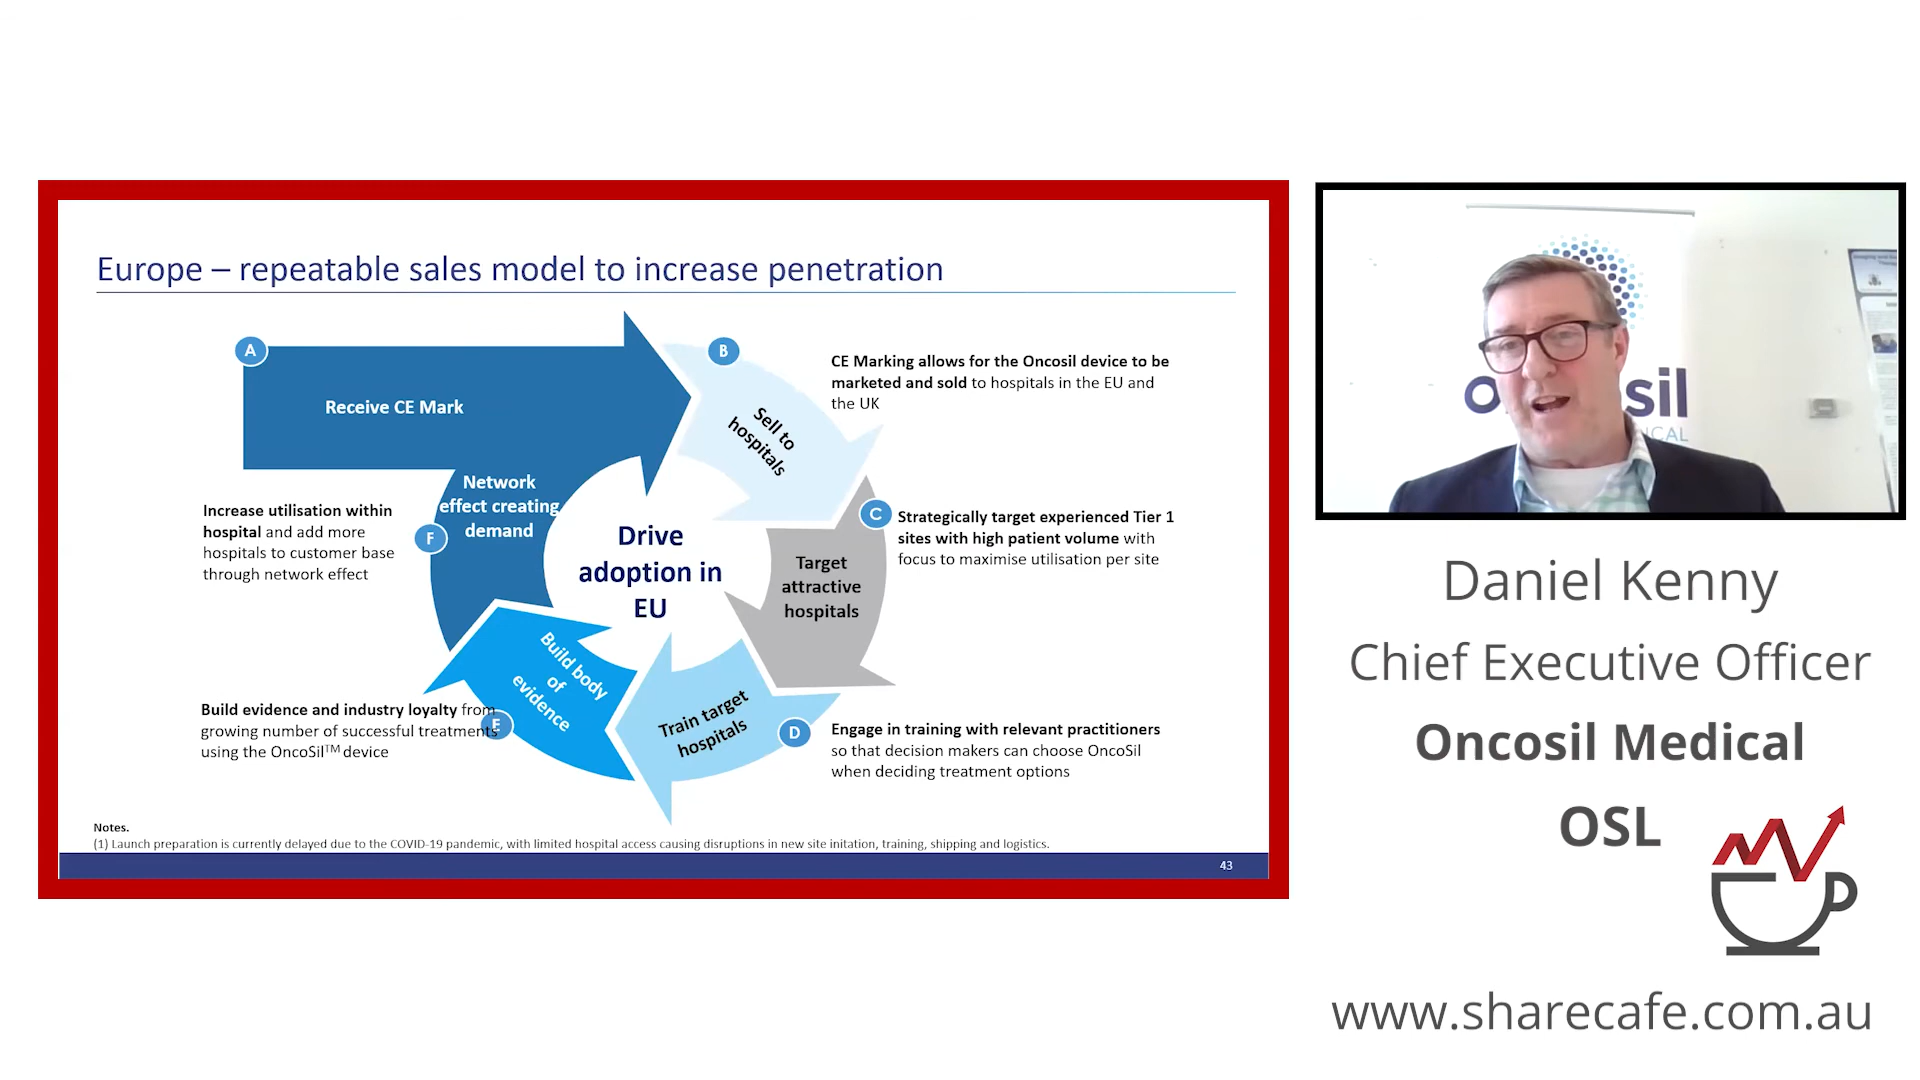 Europe – repeatable sales model to increase penetration
A
Receive CE Mark
B
Sell to
hospitals
CE Marking allows for the Oncosil device to be
marketed and sold to hospitals in the EU and
the UK
C
Target
attractive
hospitals
Strategically target experienced Tier 1
sites with high patient volume with
focus to maximise utilisation per site
D
Train target
hospitals
Engage in training with relevant practitioners
so that decision makers can choose OncoSil
when deciding treatment options
E
Build body
of
evidence
Build evidence and industry loyalty from
growing number of successful treatments
using the OncoSil™ device
F
Network
effect creating
demand
Increase utilisation within
hospital and add more
hospitals to customer base
through network effect
Drive
adoption in
EU
Notes.
(1) Launch preparation is currently delayed due to the COVID-19 pandemic, with limited hospital access causing disruptions in new site initation, training, shipping and logistics.
43
Daniel Kenny
Chief Executive Officer
Oncosil Medical
OSL
www.sharecafe.com.au